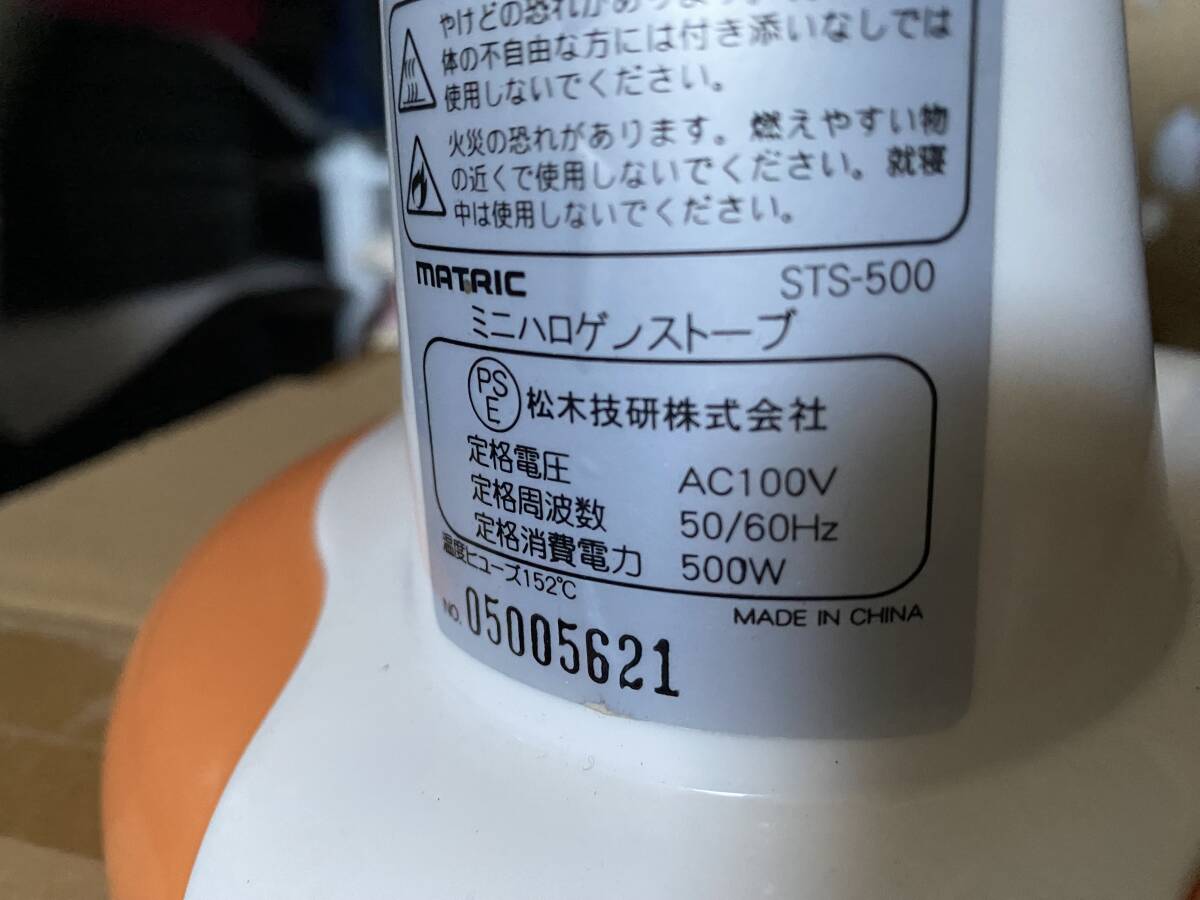 やけどの恐れがあります。
体の不自由な方には付き添いなしでは
使用しないでください。
火災の恐れがあります。燃えやすい物
の近くで使用しないでください。就寝
中は使用しないでください。
MATRIC STS-500
ミニハロゲンストーブ
PSE 松木技研株式会社
定格電圧 AC100V
定格周波数 50/60Hz
定格消費電力 500W
温度ヒューズ152℃
MADE IN CHINA
NO. 05005621